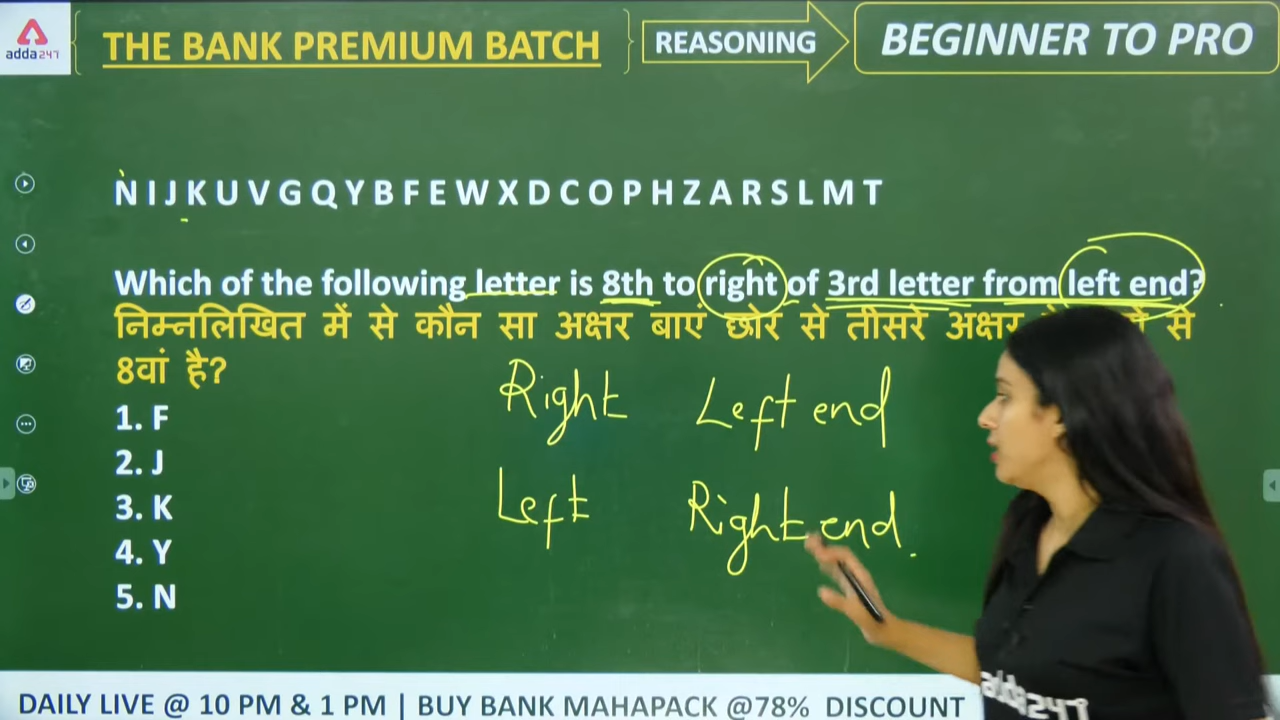 adda247
THE BANK PREMIUM BATCH
REASONING
BEGINNER TO PRO
N I J K U V G Q Y B F E W X D C O P H Z A R S L M T
Which of the following letter is 8th to right of 3rd letter from left end?
निम्नलिखित में से कौन सा अक्षर बाएं छोर से तीसरे अक्षर से
8वां है?
1. F
2. J
3. K
4. Y
5. N
Right Left end
Left Right end.
adda247
DAILY LIVE @ 10 PM & 1 PM | BUY BANK MAHAPACK @78% DISCOUNT